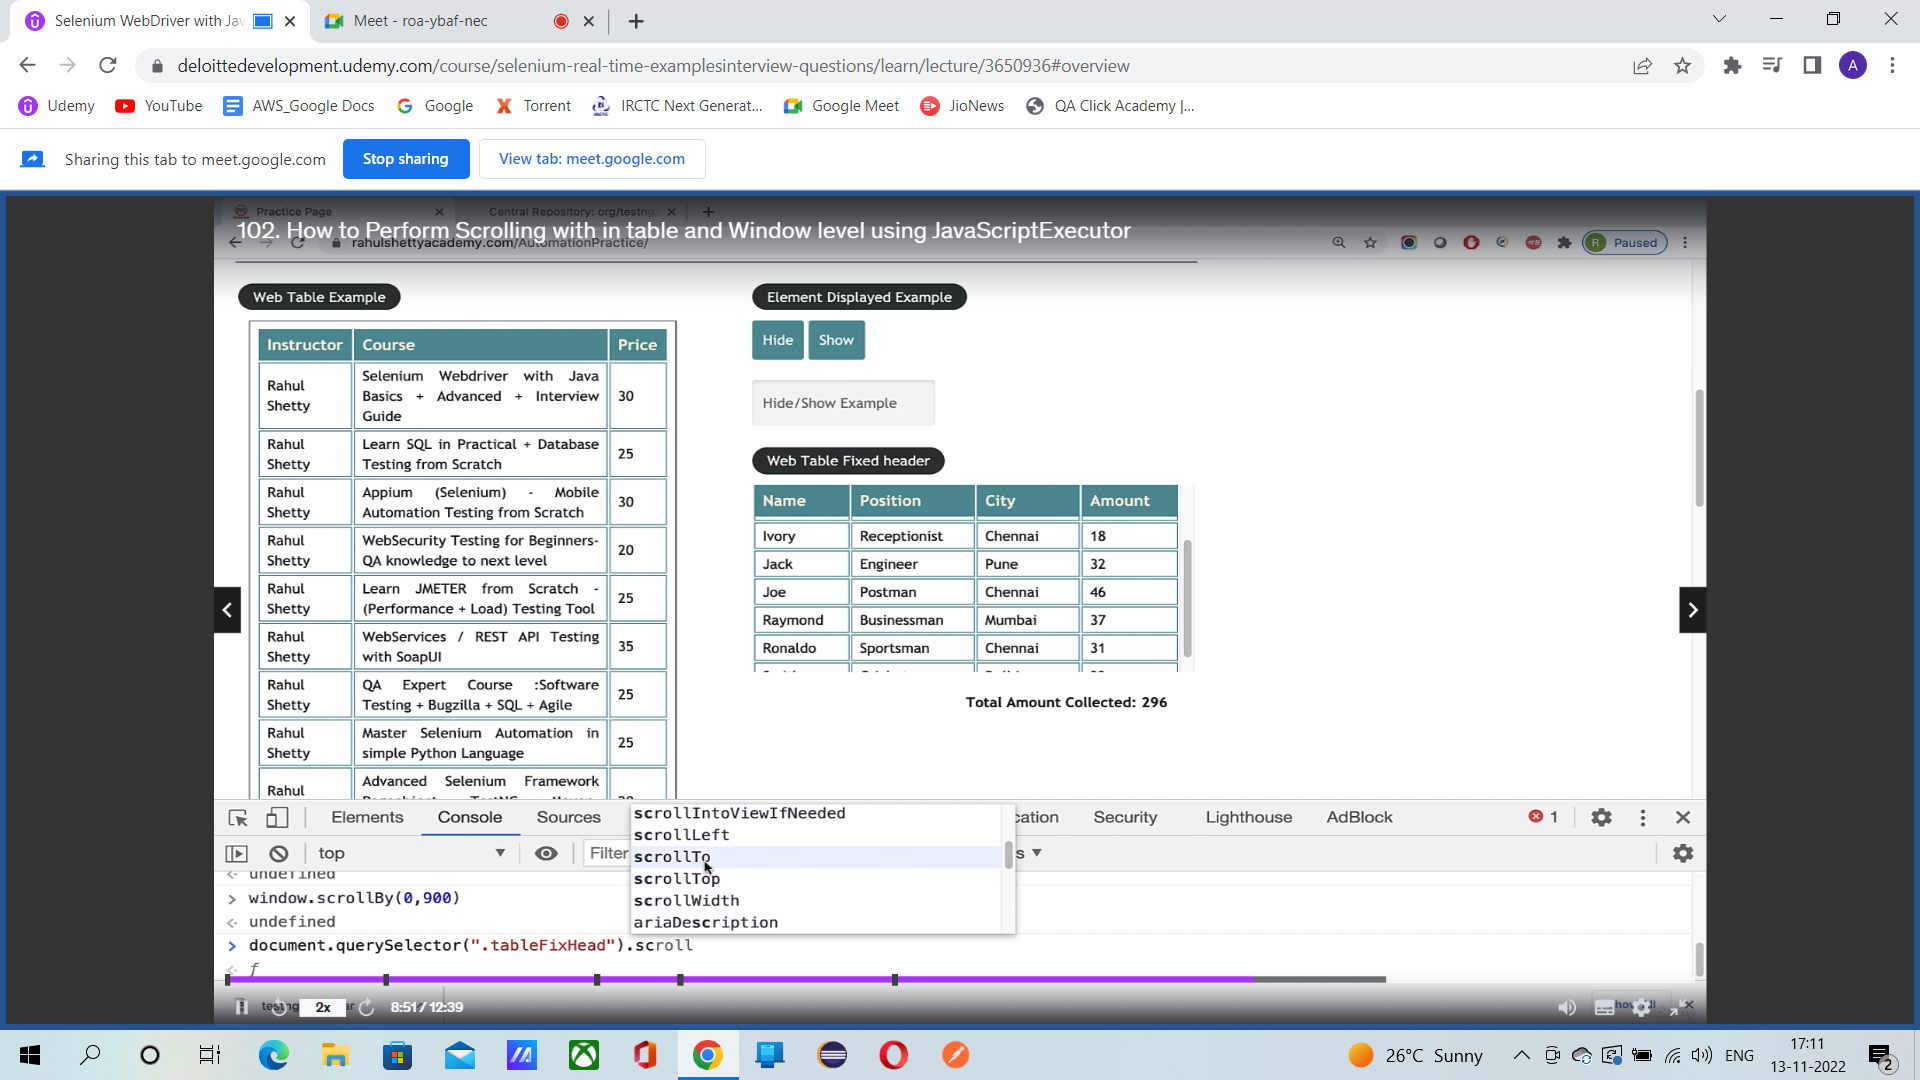 Selenium WebDriver with Jav
Meet - roa-ybaf-nec
deloittedevelopment.udemy.com/course/selenium-real-time-examplesinterview-questions/learn/lecture/3650936#overview
A
Udemy YouTube AWS_Google Docs Google Torrent IRCTC Next Generat... Google Meet JioNews QA Click Academy |...
Sharing this tab to meet.google.com Stop sharing View tab: meet.google.com
Practice Page Central Repository: org/testng
102. How to Perform Scrolling with in table and Window level using JavaScriptExecutor
rahulshettyacademy.com/AutomationPractice/ R Paused
Web Table Example
Instructor Course Price
Rahul Shetty Selenium Webdriver with Java Basics + Advanced + Interview Guide 30
Rahul Shetty Learn SQL in Practical + Database Testing from Scratch 25
Rahul Shetty Appium (Selenium) - Mobile Automation Testing from Scratch 30
Rahul Shetty WebSecurity Testing for Beginners-QA knowledge to next level 20
Rahul Shetty Learn JMETER from Scratch - (Performance + Load) Testing Tool 25
Rahul Shetty WebServices / REST API Testing with SoapUI 35
Rahul Shetty QA Expert Course :Software Testing + Bugzilla + SQL + Agile 25
Rahul Shetty Master Selenium Automation in simple Python Language 25
Rahul Advanced Selenium Framework
Element Displayed Example
Hide Show
Hide/Show Example
Web Table Fixed header
Name Position City Amount
Ivory Receptionist Chennai 18
Jack Engineer Pune 32
Joe Postman Chennai 46
Raymond Businessman Mumbai 37
Ronaldo Sportsman Chennai 31
Total Amount Collected: 296
Elements Console Sources cation Security Lighthouse AdBlock 1
top Filter s
scrollIntoViewIfNeeded
scrollLeft
scrollTo
scrollTop
scrollWidth
ariaDescription
undefined
window.scrollBy(0,900)
undefined
document.querySelector(".tableFixHead").scroll
f
2x 8:51 / 12:39
26°C Sunny ENG
17:11
13-11-2022
2